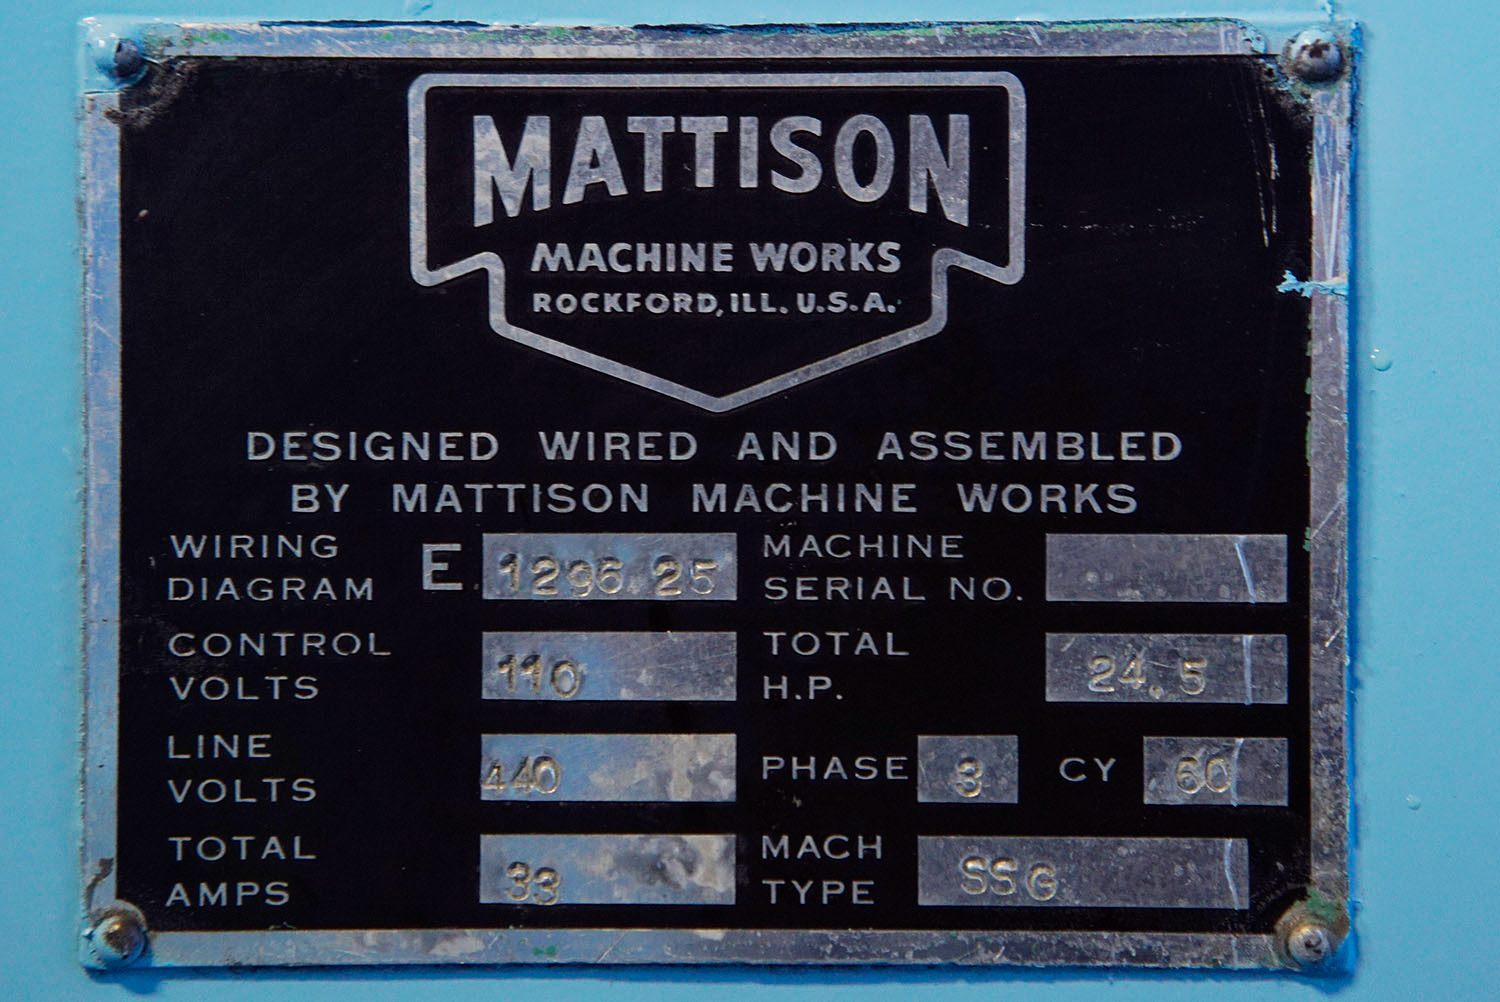 MATTISON
MACHINE WORKS
ROCKFORD, ILL. U.S.A.
DESIGNED WIRED AND ASSEMBLED
BY MATTISON MACHINE WORKS
WIRING DIAGRAM E 1296 25
MACHINE SERIAL NO.
CONTROL VOLTS 110
TOTAL H.P. 24.5
LINE VOLTS 440
PHASE 3 CY 60
TOTAL AMPS 33
MACH TYPE SSG